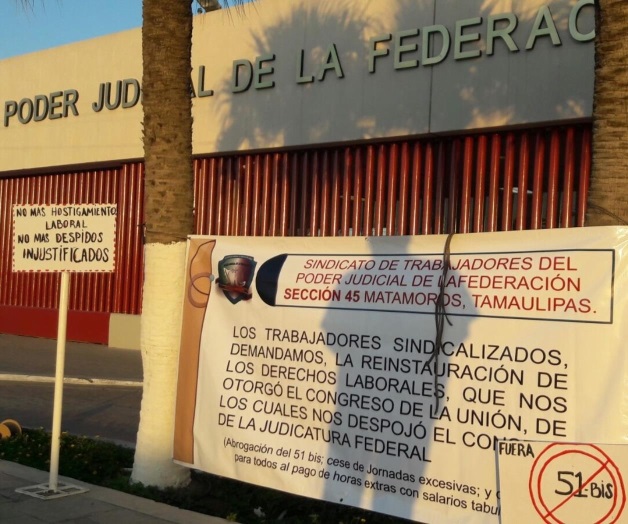 PODER JUDICIAL DE LA FEDERAC
NO MAS HOSTIGAMIENTO
LABORAL
NO MAS DESPIDOS
INJUSTIFICADOS
SINDICATO DE TRABAJADORES DEL
PODER JUDICIAL DE LAFEDERACIÓN
SECCIÓN 45 MATAMOROS, TAMAULIPAS.
LOS TRABAJADORES SINDICALIZADOS,
DEMANDAMOS, LA REINSTAURACIÓN DE
LOS DERECHOS LABORALES, QUE NOS
OTORGÓ EL CONGRESO DE LA UNIÓN, DE
LOS CUALES NOS DESPOJÓ EL CONS
DE LA JUDICATURA FEDERAL
(Abrogación del 51 bis; cese de Jornadas excesivas; y
para todos al pago de horas extras con salarios tabu
FUERA
51-BIS